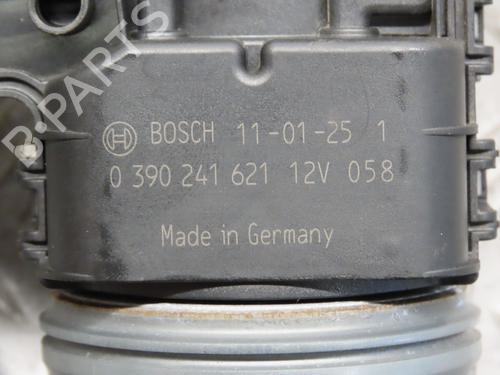 B-PARTS
BOSCH 11-01-25 1
0 390 241 621 12V 058
Made in Germany